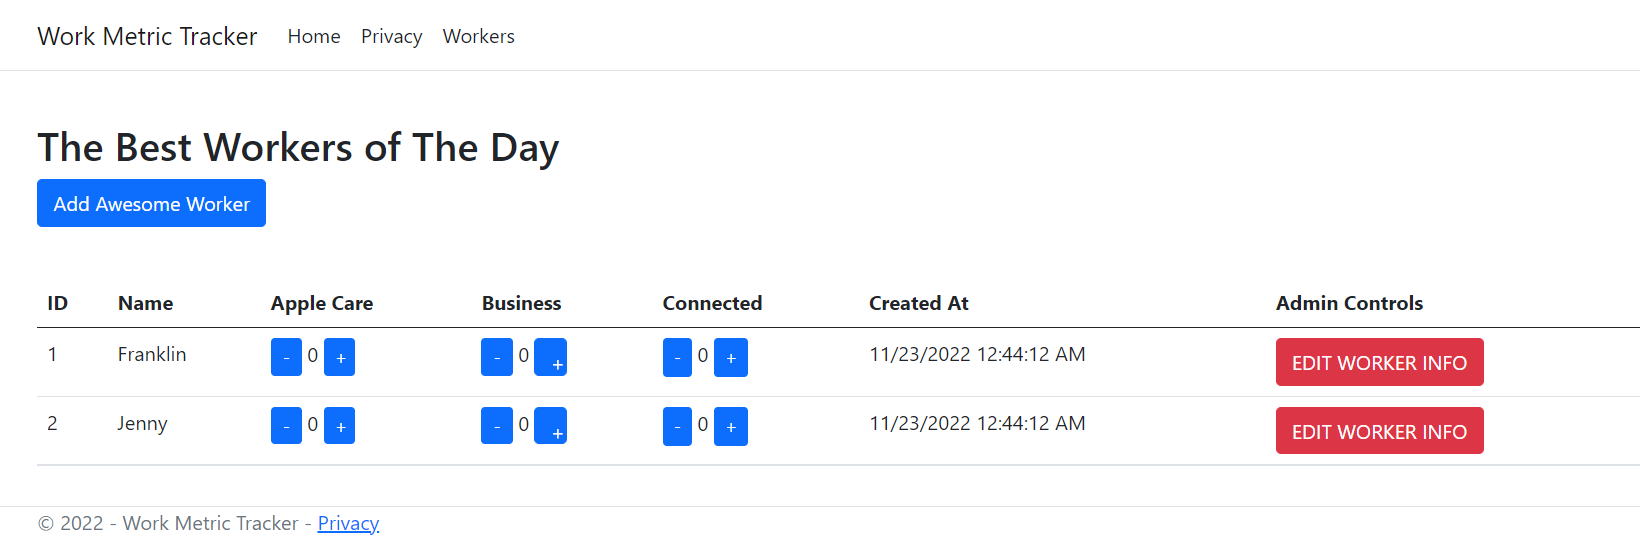 Work Metric Tracker Home Privacy Workers
The Best Workers of The Day
Add Awesome Worker
ID Name Apple Care Business Connected Created At Admin Controls
1 Franklin - 0 + - 0 + - 0 + 11/23/2022 12:44:12 AM EDIT WORKER INFO
2 Jenny - 0 + - 0 + - 0 + 11/23/2022 12:44:12 AM EDIT WORKER INFO
© 2022 - Work Metric Tracker - Privacy